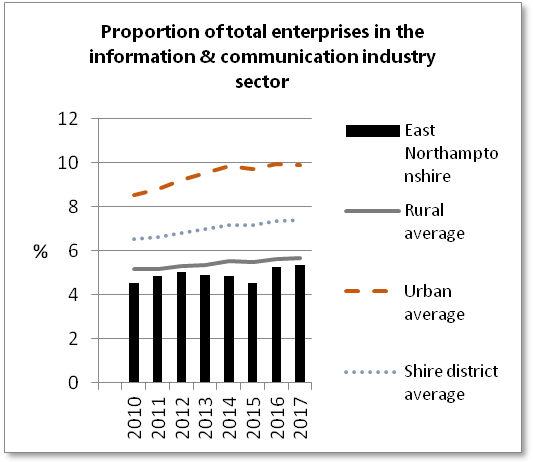 Proportion of total enterprises in the
information & communication industry
sector
12
10
8
6
4
2
0
%
2010
2011
2012
2013
2014
2015
2016
2017
East
Northampto
nshire
Rural
average
Urban
average
Shire district
average